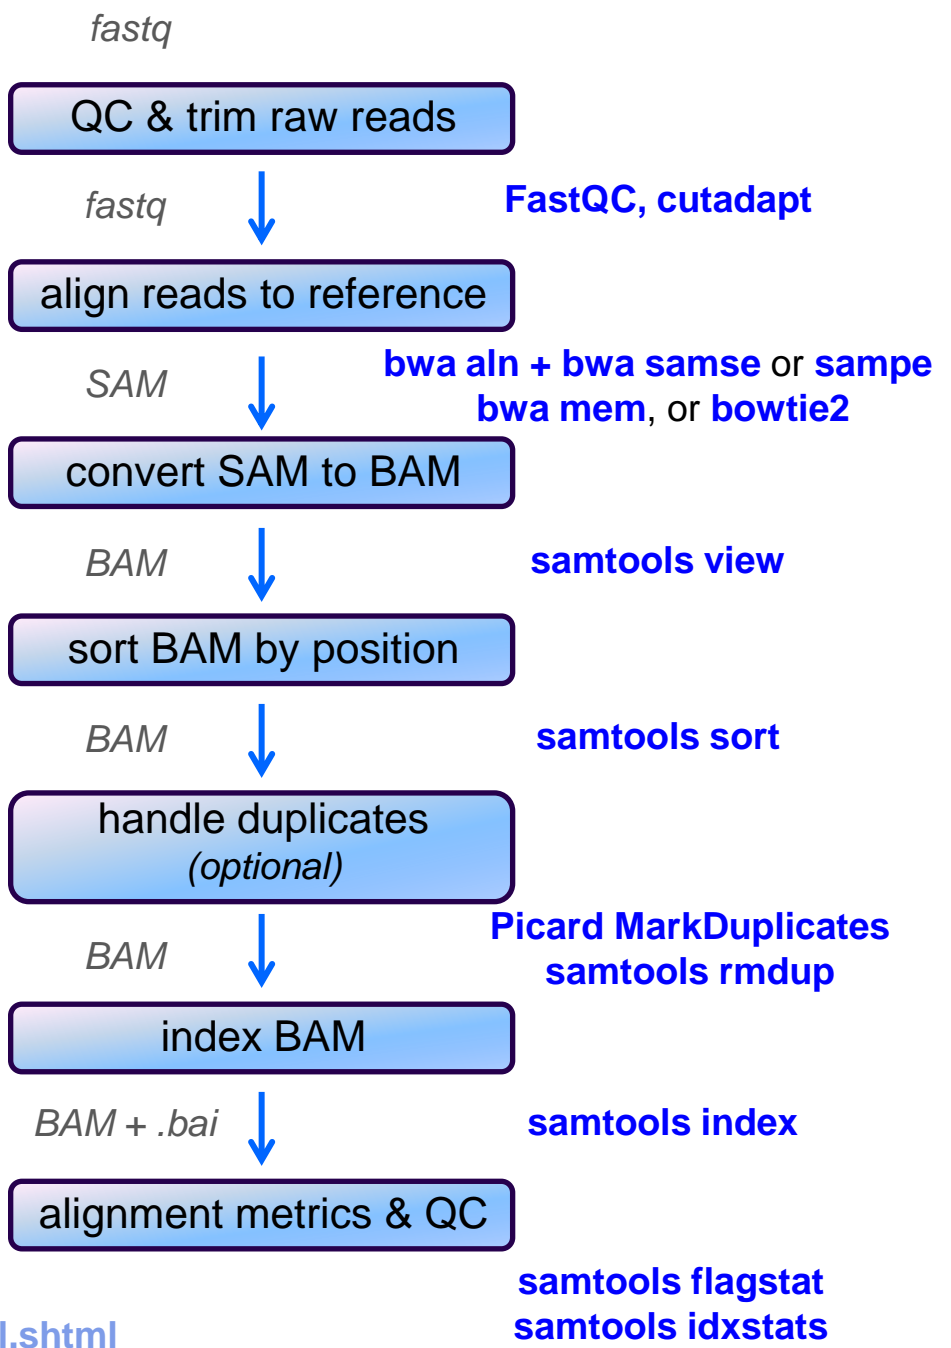 fastq
QC & trim raw reads
fastq
FastQC, cutadapt
align reads to reference
SAM
bwa aln + bwa samse or sampe
bwa mem, or bowtie2
convert SAM to BAM
BAM
samtools view
sort BAM by position
BAM
samtools sort
handle duplicates
(optional)
BAM
Picard MarkDuplicates
samtools rmdup
index BAM
BAM + .bai
samtools index
alignment metrics & QC
samtools flagstat
samtools idxstats
l.shtml